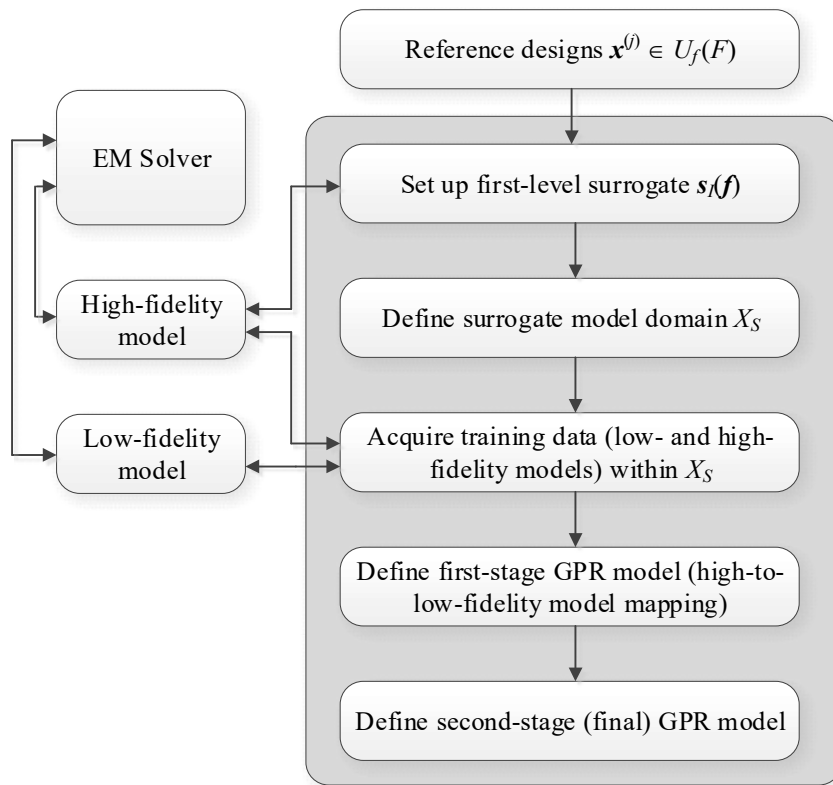 Reference designs x^(j) ∈ U_f(F)
EM Solver
Set up first-level surrogate s_I(f)
High-fidelity
model
Define surrogate model domain X_S
Low-fidelity
model
Acquire training data (low- and high-
fidelity models) within X_S
Define first-stage GPR model (high-to-
low-fidelity model mapping)
Define second-stage (final) GPR model